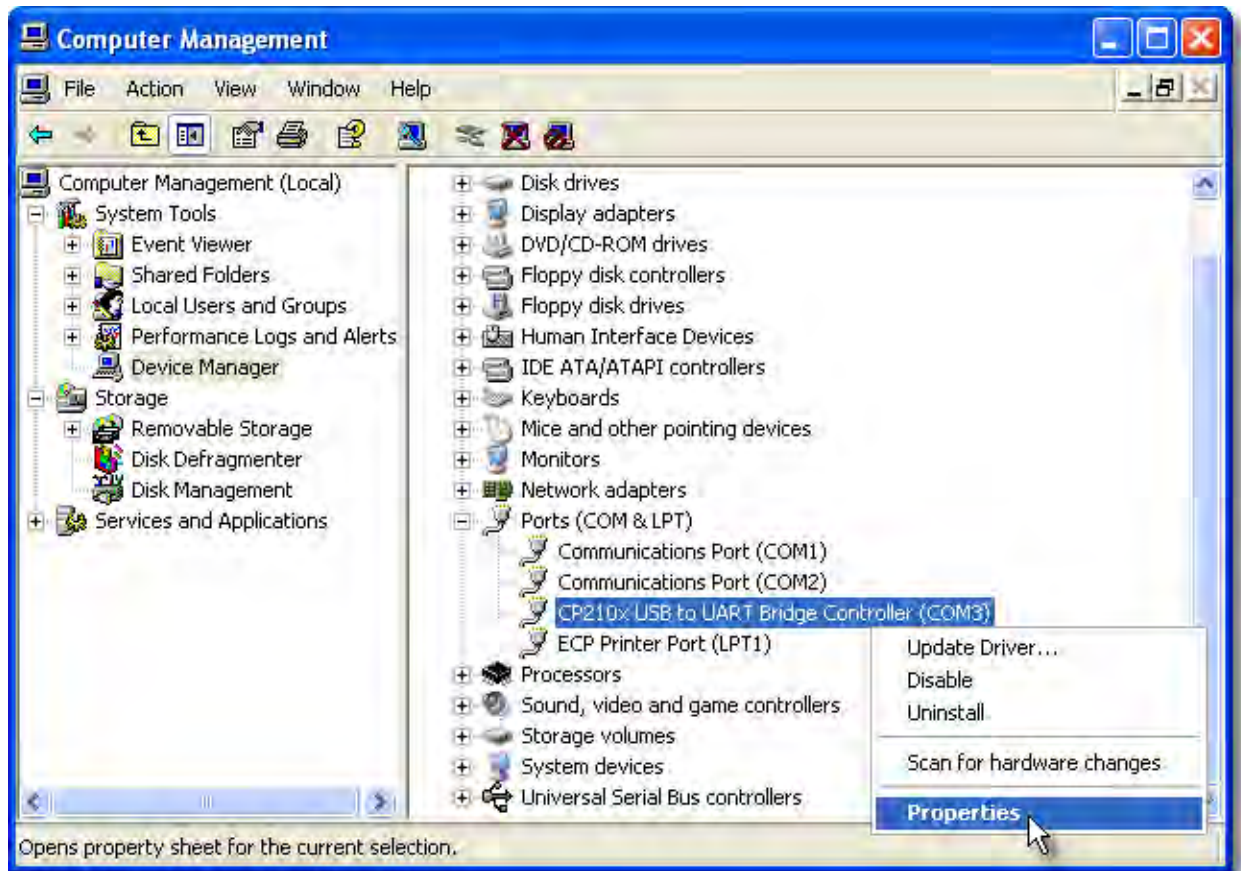 Computer Management
File Action View Window Help
Computer Management (Local)
System Tools
Event Viewer
Shared Folders
Local Users and Groups
Performance Logs and Alerts
Device Manager
Storage
Removable Storage
Disk Defragmenter
Disk Management
Services and Applications
Disk drives
Display adapters
DVD/CD-ROM drives
Floppy disk controllers
Floppy disk drives
Human Interface Devices
IDE ATA/ATAPI controllers
Keyboards
Mice and other pointing devices
Monitors
Network adapters
Ports (COM & LPT)
Communications Port (COM1)
Communications Port (COM2)
CP210x USB to UART Bridge Controller (COM3)
ECP Printer Port (LPT1)
Processors
Sound, video and game controllers
Storage volumes
System devices
Universal Serial Bus controllers
Update Driver...
Disable
Uninstall
Scan for hardware changes
Properties
Opens property sheet for the current selection.